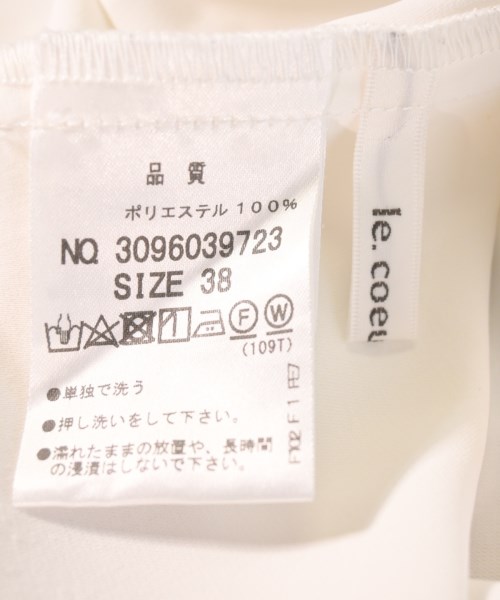 品 質
ポリエステル 100%
NO. 3096039723
SIZE 38
F W
(109T)
●単独で洗う
●押し洗いをして下さい。
●濡れたままの放置や、長時間
の浸漬はしないで下さい。
ie. coeu